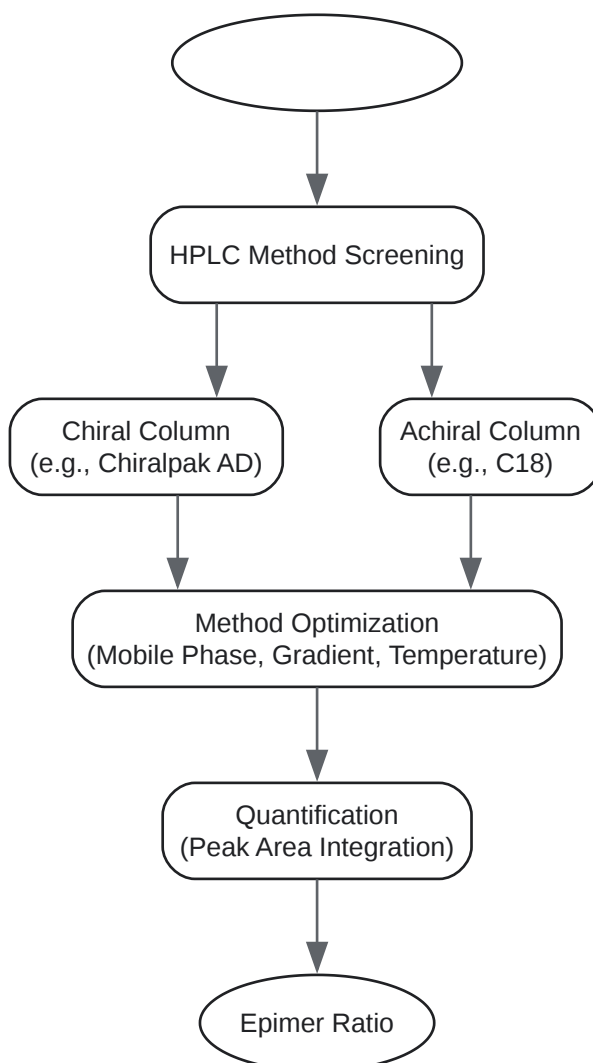 HPLC Method Screening
Chiral Column
(e.g., Chiralpak AD)
Achiral Column
(e.g., C18)
Method Optimization
(Mobile Phase, Gradient, Temperature)
Quantification
(Peak Area Integration)
Epimer Ratio